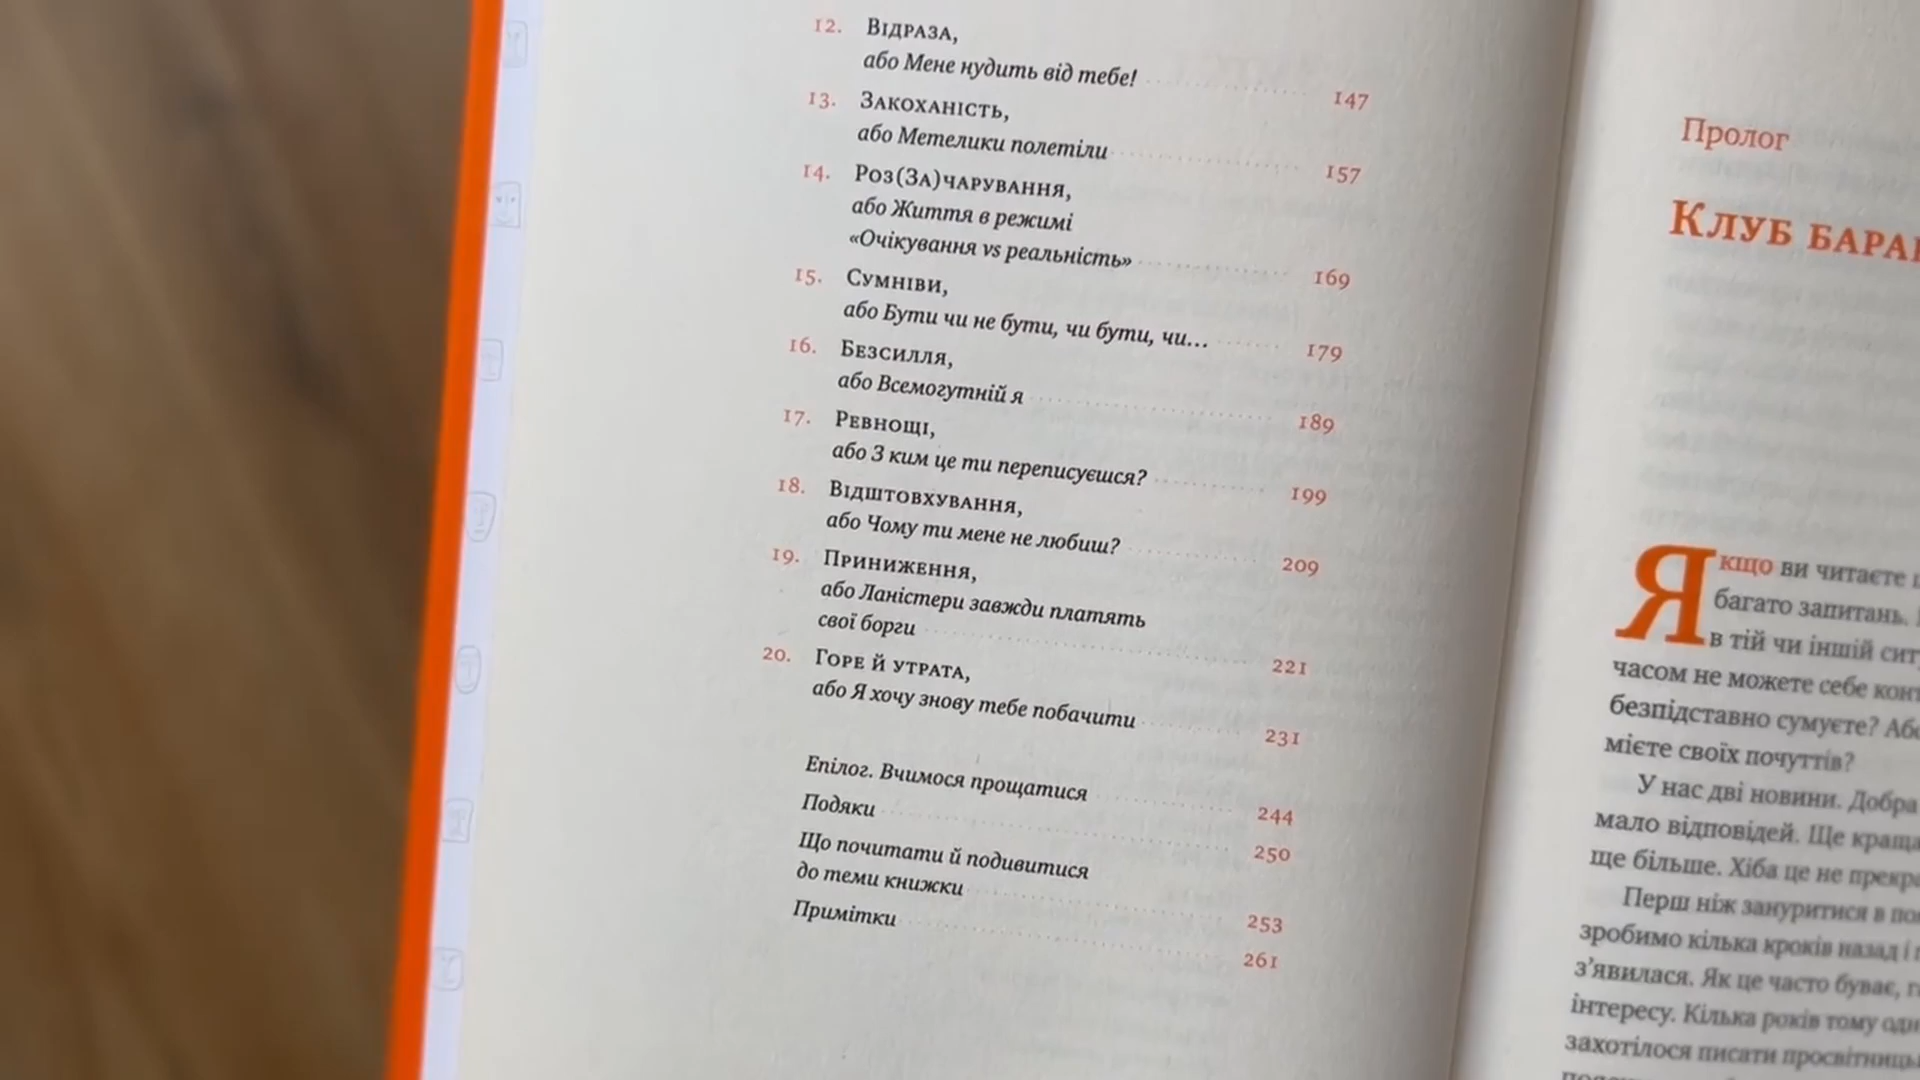 12. Відраза,
або Мене нудить від тебе! 147
13. Закоханість,
або Метелики полетіли 157
14. Роз(За)чарування,
або Життя в режимі
«Очікування vs реальність» 169
15. Сумніви,
або Бути чи не бути, чи бути, чи... 179
16. Безсилля,
або Всемогутній я 189
17. Ревнощі,
або З ким це ти переписуєшся? 199
18. Відштовхування,
або Чому ти мене не любиш? 209
19. Приниження,
або Ланістери завжди платять
свої борги 221
20. Горе й утрата,
або Я хочу знову тебе побачити 231
Епілог. Вчимося прощатися 244
Подяки 250
Що почитати й подивитися
до теми книжки 253
Примітки 261
Пролог
Клуб
Якщо ви читаєте
багато запитань.
в тій чи іншій
часом не можете себе
безпідставно сумуєте?
мієте своїх почуттів?
У нас дві новини. Добра
мало відповідей. Ще
ще більше. Хіба це не
Перш ніж зануритися в
зробимо кілька кроків назад і
з'явилася. Як це часто буває,
інтересу. Кілька років тому
захотілося писати